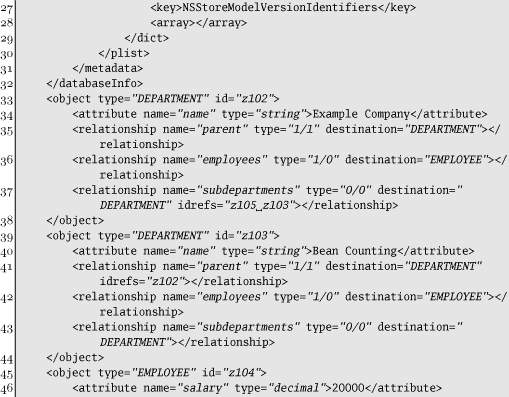 27 <key>NSStoreModelVersionIdentifiers</key>
28 <array></array>
29 </dict>
30 </plist>
31 </metadata>
32 </databaseInfo>
33 <object type="DEPARTMENT" id="z102">
34 <attribute name="name" type="string">Example Company</attribute>
35 <relationship name="parent" type="1/1" destination="DEPARTMENT"></
relationship>
36 <relationship name="employees" type="1/0" destination="EMPLOYEE"></
relationship>
37 <relationship name="subdepartments" type="0/0" destination="
DEPARTMENT" idrefs="z105␣z103"></relationship>
38 </object>
39 <object type="DEPARTMENT" id="z103">
40 <attribute name="name" type="string">Bean Counting</attribute>
41 <relationship name="parent" type="1/1" destination="DEPARTMENT"
idrefs="z102"></relationship>
42 <relationship name="employees" type="1/0" destination="EMPLOYEE"></
relationship>
43 <relationship name="subdepartments" type="0/0" destination="
DEPARTMENT"></relationship>
44 </object>
45 <object type="EMPLOYEE" id="z104">
46 <attribute name="salary" type="decimal">20000</attribute>